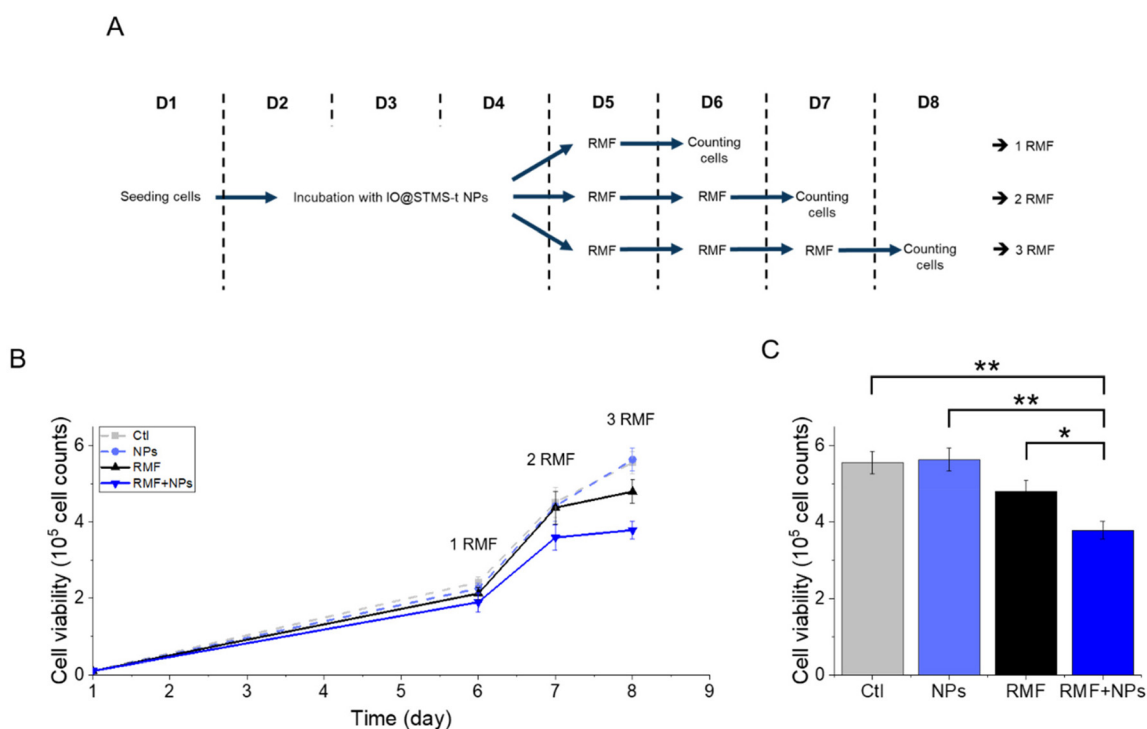 A
D1 D2 D3 D4 D5 D6 D7 D8
RMF Counting cells ➔ 1 RMF
Seeding cells Incubation with IO@STMS-t NPs RMF RMF Counting cells ➔ 2 RMF
RMF RMF RMF Counting cells ➔ 3 RMF
B
Cell viability (10⁵ cell counts)
6
4
2
0
Ctl
NPs
RMF
RMF+NPs
1 RMF
2 RMF
3 RMF
1 2 3 4 5 6 7 8 9
Time (day)
C
Cell viability (10⁵ cell counts)
6
4
2
0
**
**
*
Ctl NPs RMF RMF+NPs